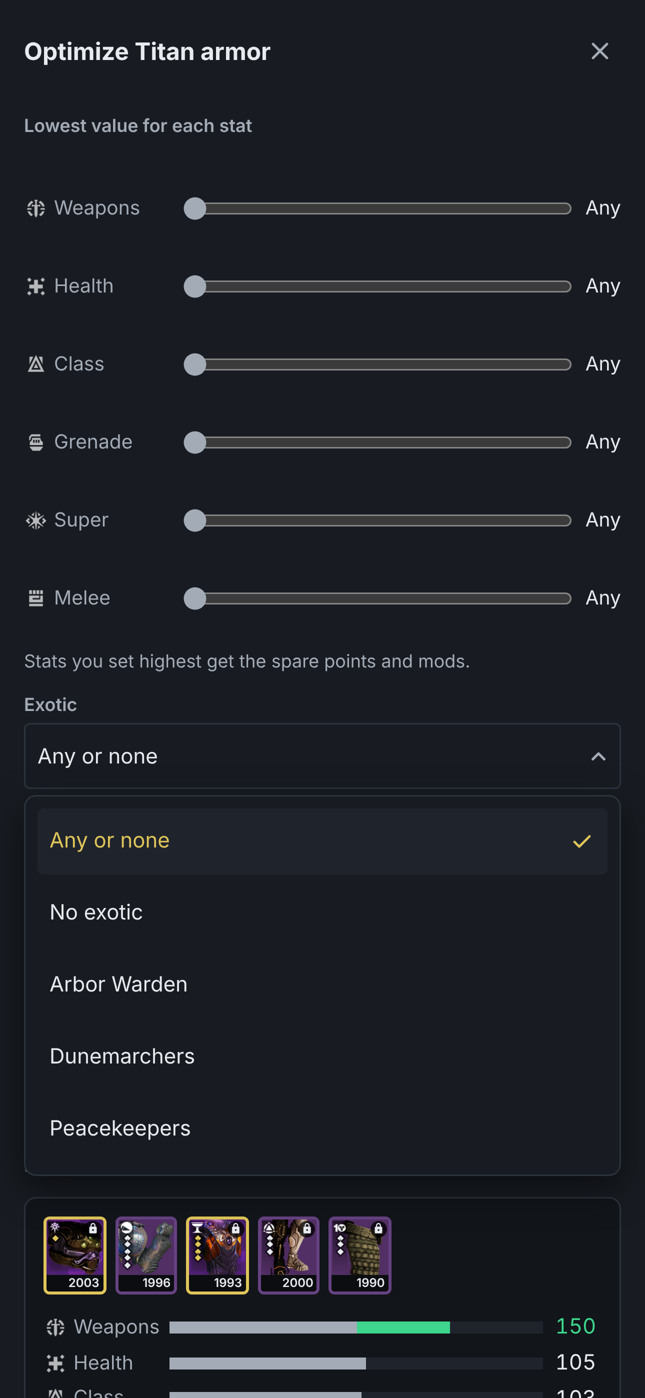 Optimize Titan armor
Lowest value for each stat
Weapons Any
Health Any
Class Any
Grenade Any
Super Any
Melee Any
Stats you set highest get the spare points and mods.
Exotic
Any or none
Any or none
No exotic
Arbor Warden
Dunemarchers
Peacekeepers
2003 1996 1993 2000 1990
Weapons 150
Health 105
Class 103